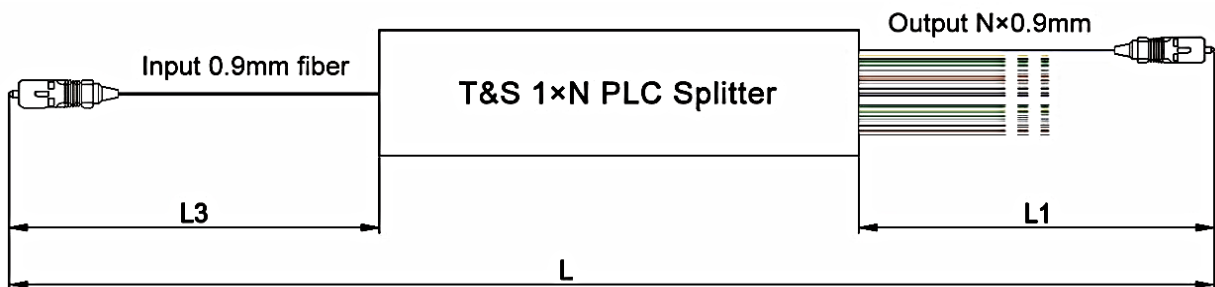 Output N×0.9mm
Input 0.9mm fiber
T&S 1×N PLC Splitter
L3
L1
L